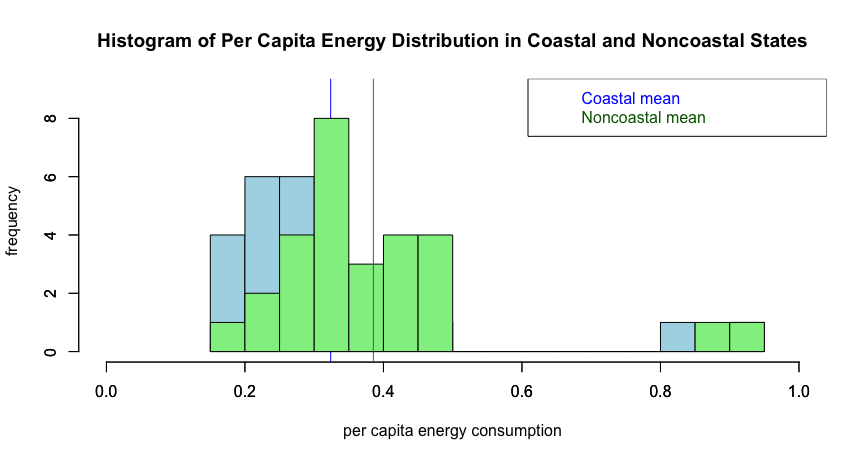 Histogram of Per Capita Energy Distribution in Coastal and Noncoastal States
Coastal mean
Noncoastal mean
frequency
8
6
4
2
0
0.0 0.2 0.4 0.6 0.8 1.0
per capita energy consumption